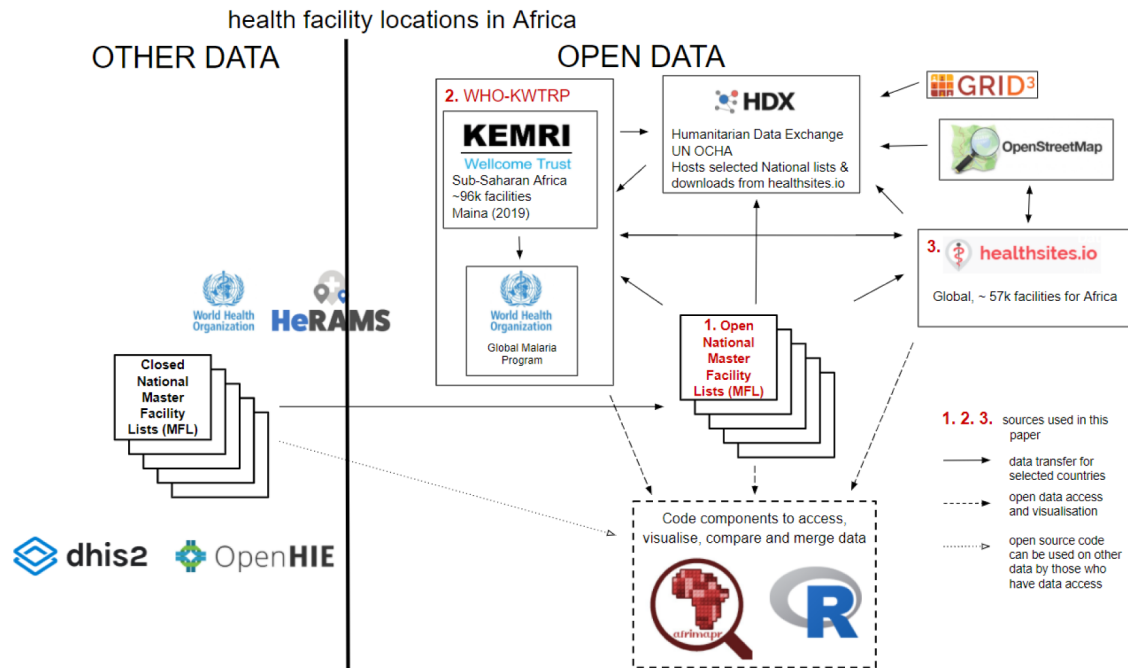 health facility locations in Africa
OTHER DATA
OPEN DATA
2. WHO-KWTRP
KEMRI
Wellcome Trust
Sub-Saharan Africa
~96k facilities
Maina (2019)
World Health
Organization
Global Malaria
Program
HDX
Humanitarian Data Exchange
UN OCHA
Hosts selected National lists &
downloads from healthsites.io
GRID³
OpenStreetMap
3. healthsites.io
Global, ~ 57k facilities for Africa
World Health
Organization
HeRAMS
Closed
National
Master
Facility
Lists (MFL)
1. Open
National
Master
Facility
Lists (MFL)
dhis2
OpenHIE
Code components to access,
visualise, compare and merge data
afrimapr
R
1. 2. 3. sources used in this
paper
data transfer for
selected countries
open data access
and visualisation
open source code
can be used on other
data by those who
have data access